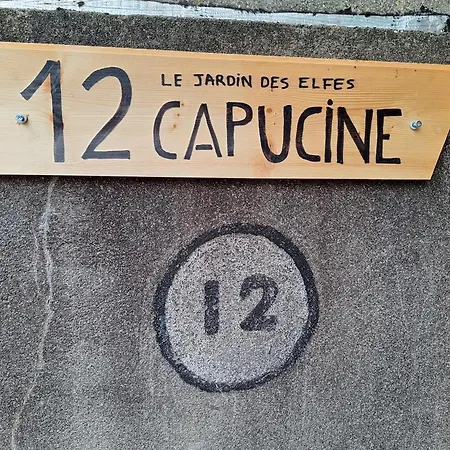 12 LE JARDIN DES ELFES
CAPUCINE
12